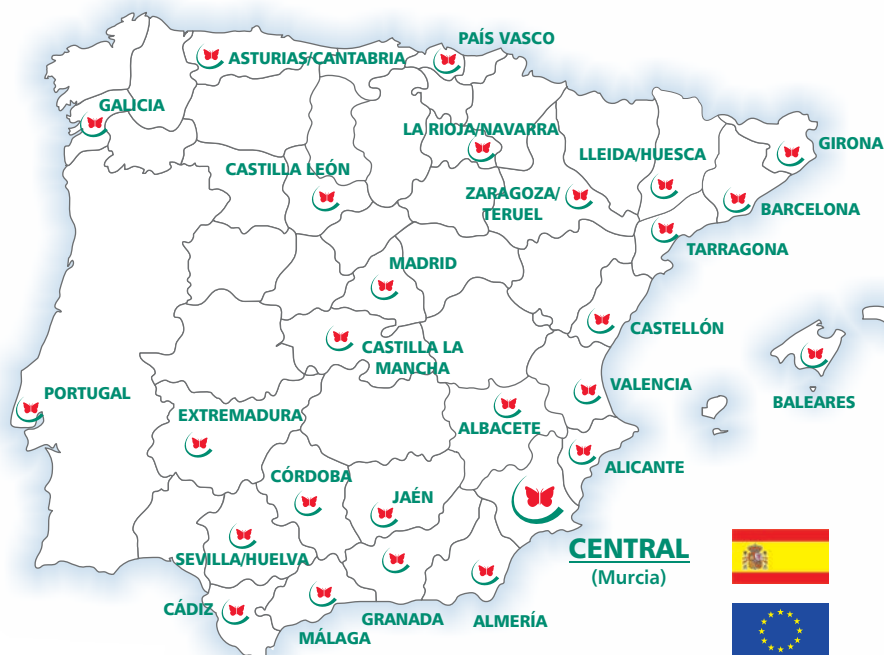 PAÍS VASCO
ASTURIAS/CANTABRIA
GALICIA
LA RIOJA/NAVARRA
GIRONA
LLEIDA/HUESCA
CASTILLA LEÓN
ZARAGOZA/
TERUEL
BARCELONA
TARRAGONA
MADRID
CASTELLÓN
CASTILLA LA
MANCHA
VALENCIA
PORTUGAL
BALEARES
EXTREMADURA
ALBACETE
ALICANTE
CÓRDOBA
JAÉN
CENTRAL
(Murcia)
SEVILLA/HUELVA
CÁDIZ
GRANADA
ALMERÍA
MÁLAGA